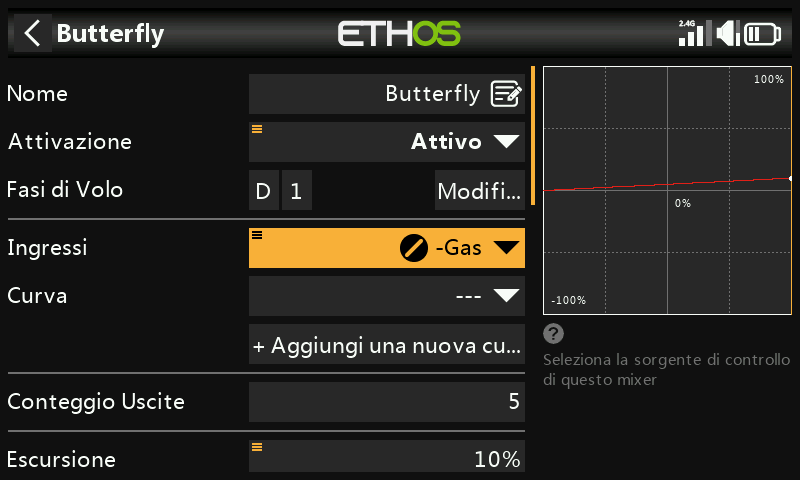 Butterfly
ETHOS
2.4G
Nome
Butterfly
Attivazione
Attivo
Fasi di Volo
D
1
Modifi...
Ingressi
-Gas
Curva
---
+ Aggiungi una nuova cu...
Conteggio Uscite
5
Escursione
10%
100%
0%
-100%
?
Seleziona la sorgente di controllo
di questo mixer